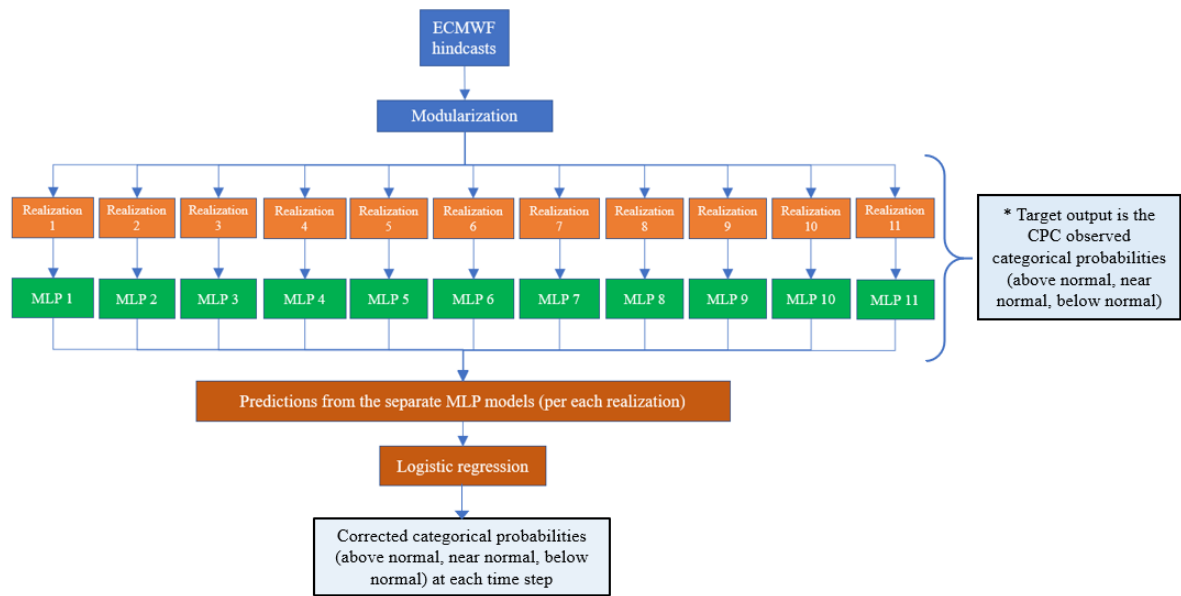 ECMWF
hindcasts
Modularization
Realization
1
Realization
2
Realization
3
Realization
4
Realization
5
Realization
6
Realization
7
Realization
8
Realization
9
Realization
10
Realization
11
MLP 1
MLP 2
MLP 3
MLP 4
MLP 5
MLP 6
MLP 7
MLP 8
MLP 9
MLP 10
MLP 11
* Target output is the
CPC observed
categorical probabilities
(above normal, near
normal, below normal)
Predictions from the separate MLP models (per each realization)
Logistic regression
Corrected categorical probabilities
(above normal, near normal, below
normal) at each time step